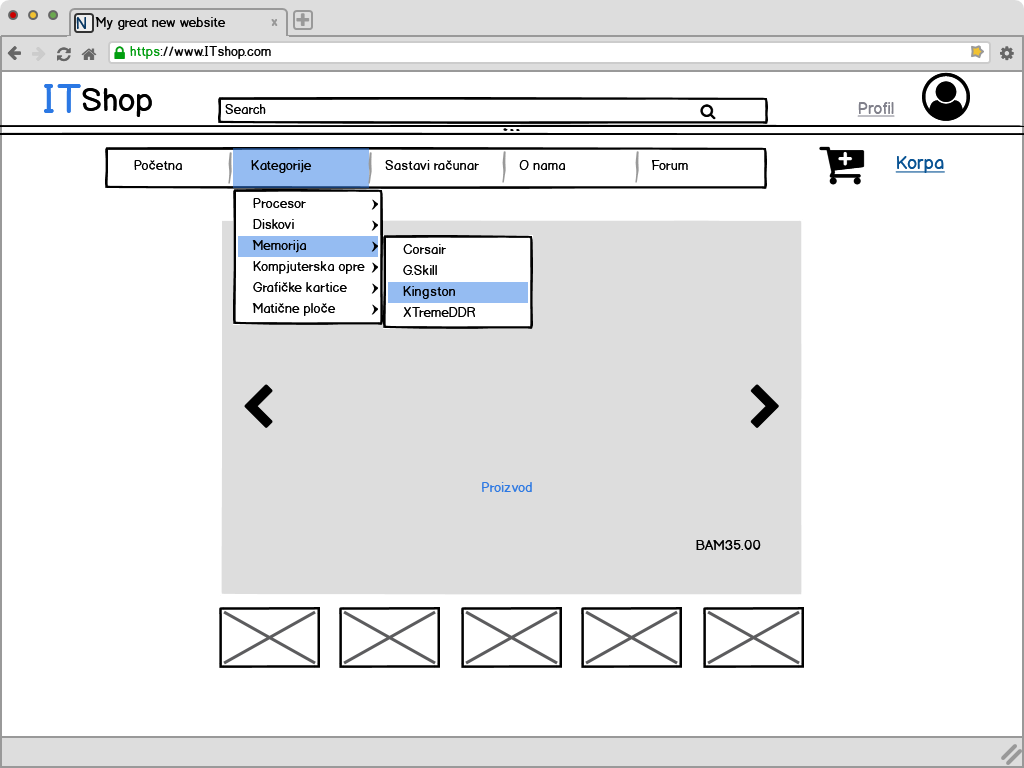 My great new website
https://www.ITshop.com
ITShop
Search
Profil
Početna Kategorije Sastavi računar O nama Forum
Korpa
Procesor
Diskovi
Memorija
Kompjuterska opre
Grafičke kartice
Matične ploče
Corsair
G.Skill
Kingston
XTremeDDR
Proizvod
BAM35.00